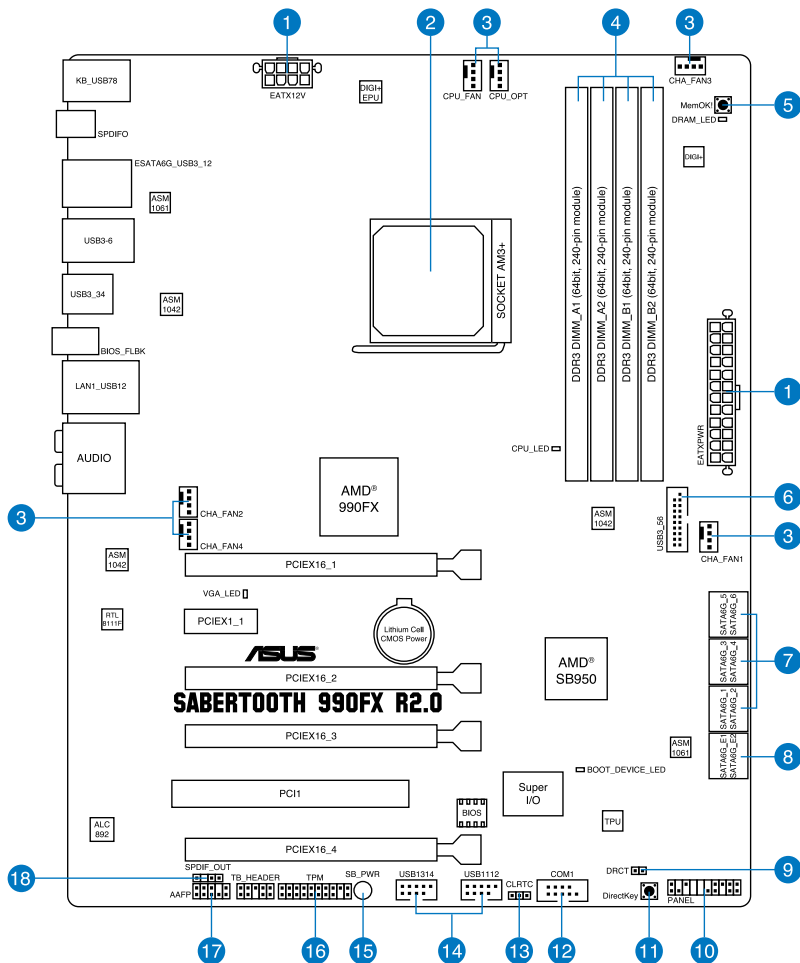 1
2
3
4
3
KB_USB78
EATX12V
DIGI+
EPU
CPU_FAN
CPU_OPT
CHA_FAN3
MemOK!
5
DRAM_LED
SPDIFO
DIGI+
ESATA6G_USB3_12
ASM
1061
USB3-6
SOCKET AM3+
DDR3 DIMM_A1 (64bit, 240-pin module)
DDR3 DIMM_A2 (64bit, 240-pin module)
DDR3 DIMM_B1 (64bit, 240-pin module)
DDR3 DIMM_B2 (64bit, 240-pin module)
USB3_34
ASM
1042
BIOS_FLBK
LAN1_USB12
1
EATXPWR
AUDIO
CPU_LED
AMD®
990FX
3
CHA_FAN2
CHA_FAN4
ASM
1042
USB3_56
6
3
CHA_FAN1
ASM
1042
PCIEX16_1
VGA_LED
RTL
8111F
PCIEX1_1
Lithium Cell
CMOS Power
SATA6G_5
SATA6G_6
SATA6G_3
SATA6G_4
7
ASUS
AMD®
SB950
PCIEX16_2
SATA6G_1
SATA6G_2
SABERTOOTH 990FX R2.0
PCIEX16_3
ASM
1061
SATA6G_E1
SATA6G_E2
8
BOOT_DEVICE_LED
PCI1
Super
I/O
BIOS
TPU
ALC
892
PCIEX16_4
SPDIF_OUT
18
AAFP
TB_HEADER
TPM
SB_PWR
USB1314
USB1112
CLRTC
COM1
DRCT
9
DirectKey
PANEL
17
16
15
14
13
12
11
10